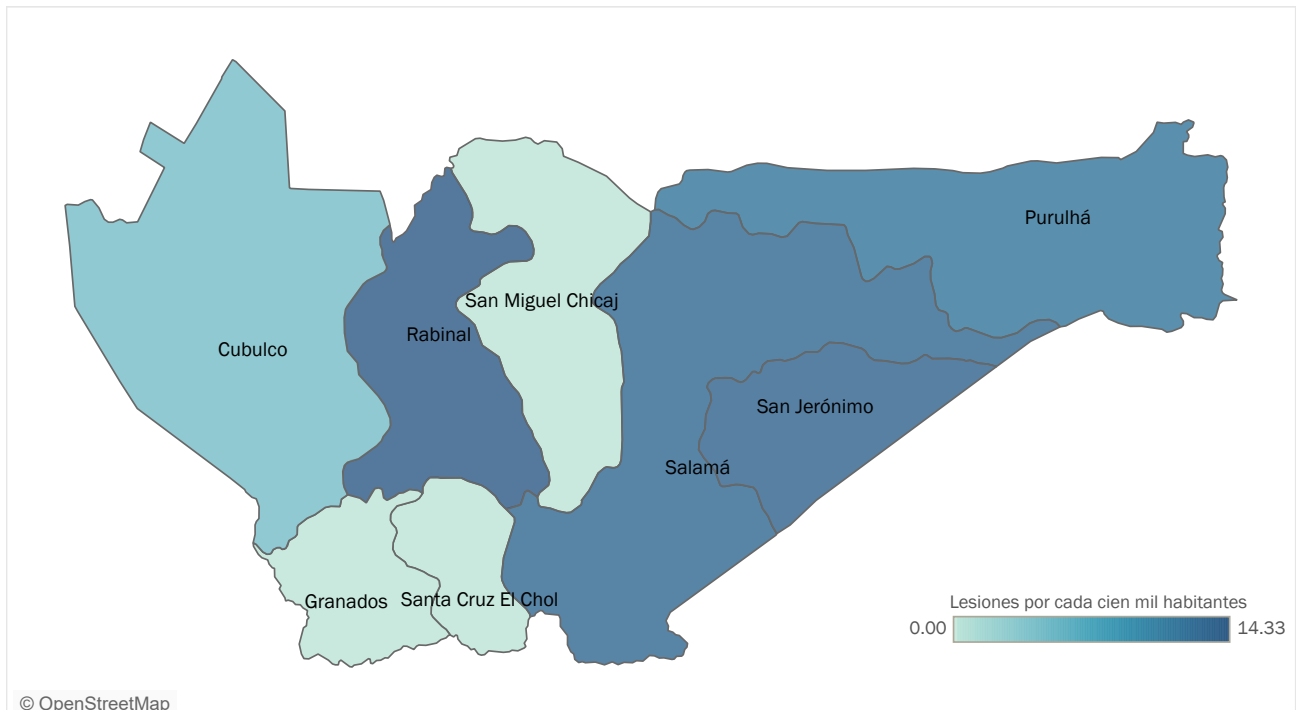 Purulhá
San Miguel Chicaj
Rabinal
Cubulco
San Jerónimo
Salamá
Granados
Santa Cruz El Chol
Lesiones por cada cien mil habitantes
0.00
14.33
© OpenStreetMap